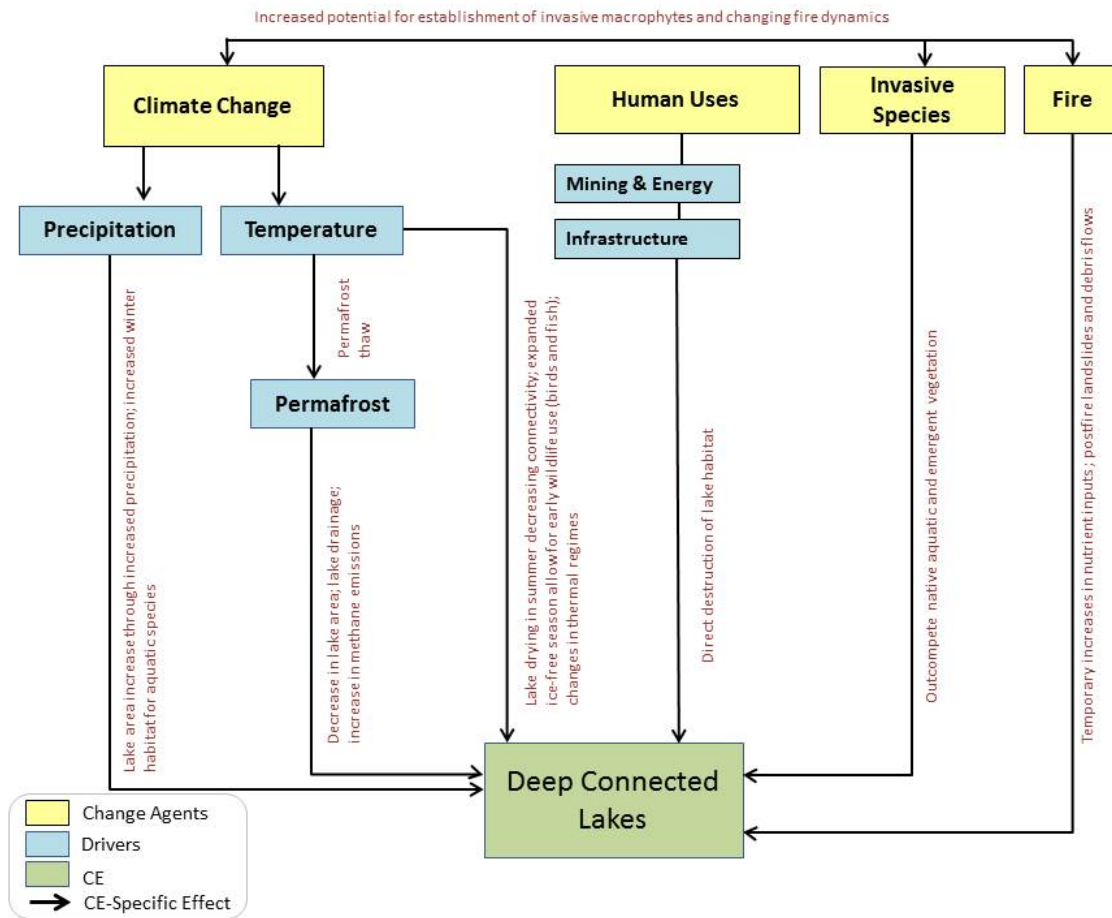 Increased potential for establishment of invasive macrophytes and changing fire dynamics
Climate Change
Human Uses
Invasive
Species
Fire
Mining & Energy
Infrastructure
Precipitation
Temperature
Permafrost
thaw
Permafrost
Lake area increase through increased precipitation; increased winter
habitat for aquatic species
Decrease in lake area; lake drainage;
increase in methane emissions
Lake drying in summer decreasing connectivity; expanded
ice-free season allow for early wildlife use (birds and fish);
changes in thermal regimes
Direct destruction of lake habitat
Outcompete native aquatic and emergent vegetation
Temporary increases in nutrient inputs; postfire landslides and debris flows
Deep Connected
Lakes
Change Agents
Drivers
CE
CE-Specific Effect